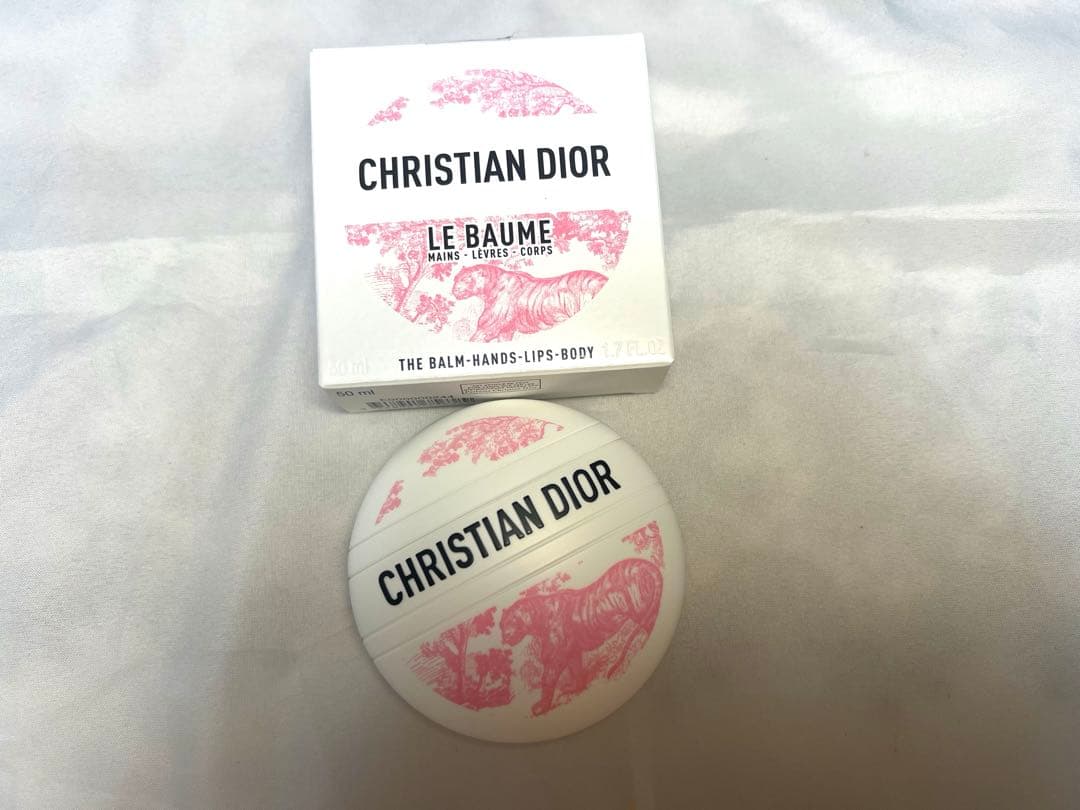 CHRISTIAN DIOR
LE BAUME
MAINS - LÈVRES - CORPS
THE BALM-HANDS-LIPS-BODY
50 ml
1.7 FL.OZ
50 ml
CHRISTIAN DIOR